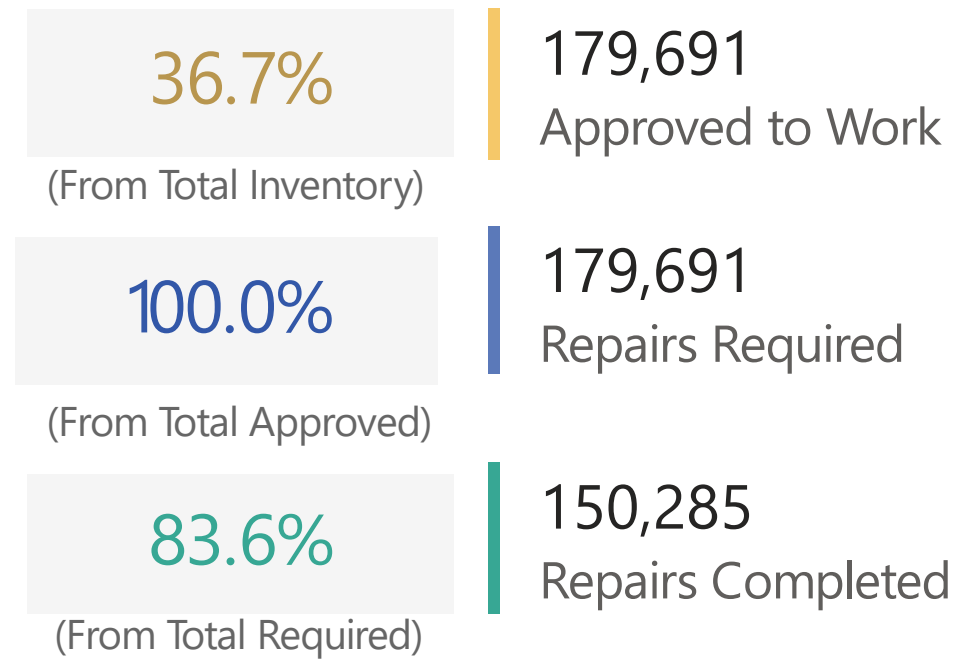 36.7%
179,691
Approved to Work
(From Total Inventory)
100.0%
179,691
Repairs Required
(From Total Approved)
83.6%
150,285
Repairs Completed
(From Total Required)